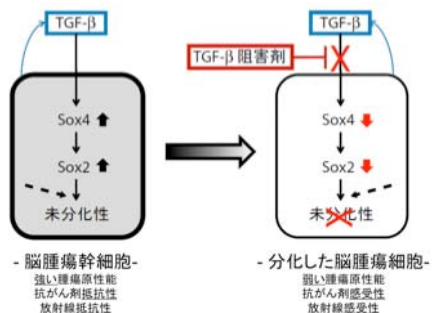 TGF-β
Sox4
Sox2
未分化性
- 脳腫瘍幹細胞-
強い腫瘍原性能
抗がん剤抵抗性
放射線抵抗性
TGF-β
TGF-β 阻害剤
Sox4
Sox2
未分化性
- 分化した脳腫瘍細胞-
弱い腫瘍原性能
抗がん剤感受性
放射線感受性